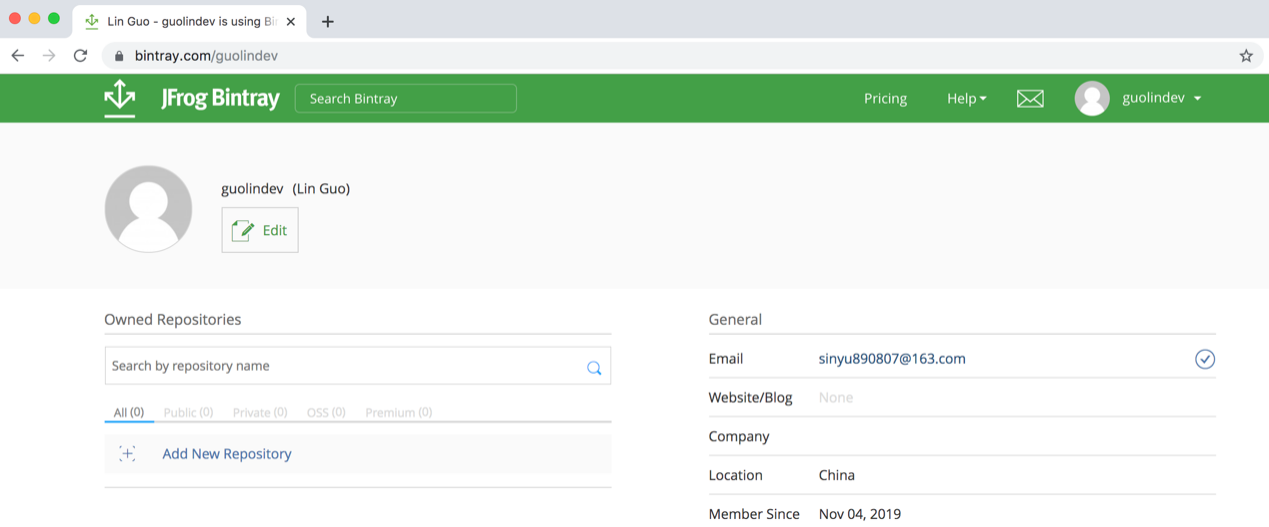 Lin Guo - guolindev is using Bin
bintray.com/guolindev
JFrog Bintray
Search Bintray
Pricing
Help
guolindev
guolindev (Lin Guo)
Edit
Owned Repositories
Search by repository name
All (0) Public (0) Private (0) OSS (0) Premium (0)
Add New Repository
General
Email sinyu890807@163.com
Website/Blog None
Company
Location China
Member Since Nov 04, 2019